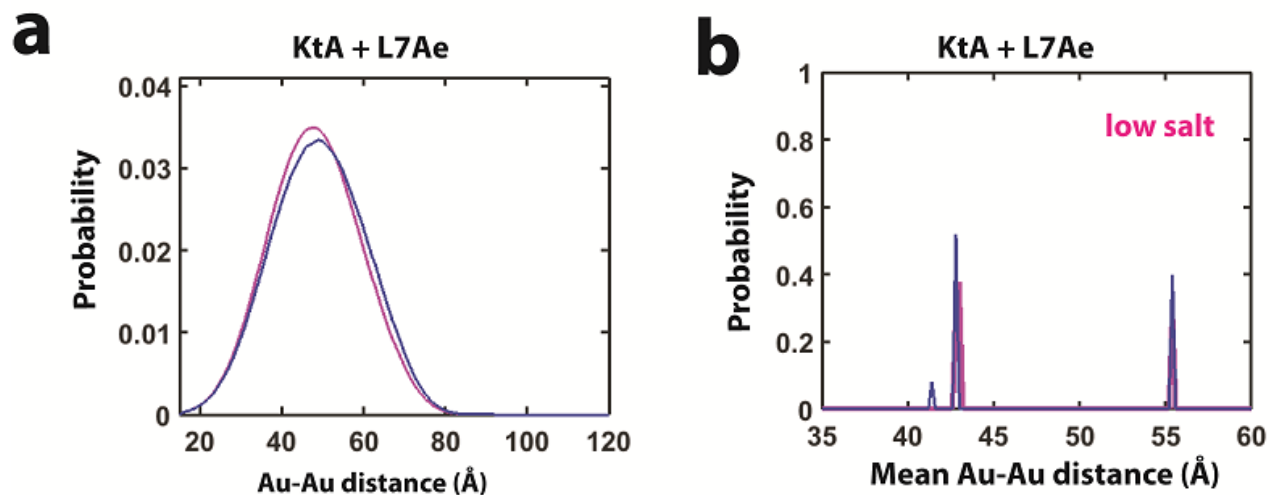 a
KtA + L7Ae
Probability
0.04
0.03
0.02
0.01
0
20 40 60 80 100 120
Au-Au distance (Å)
b
KtA + L7Ae
low salt
Probability
1
0.8
0.6
0.4
0.2
0
35 40 45 50 55 60
Mean Au-Au distance (Å)